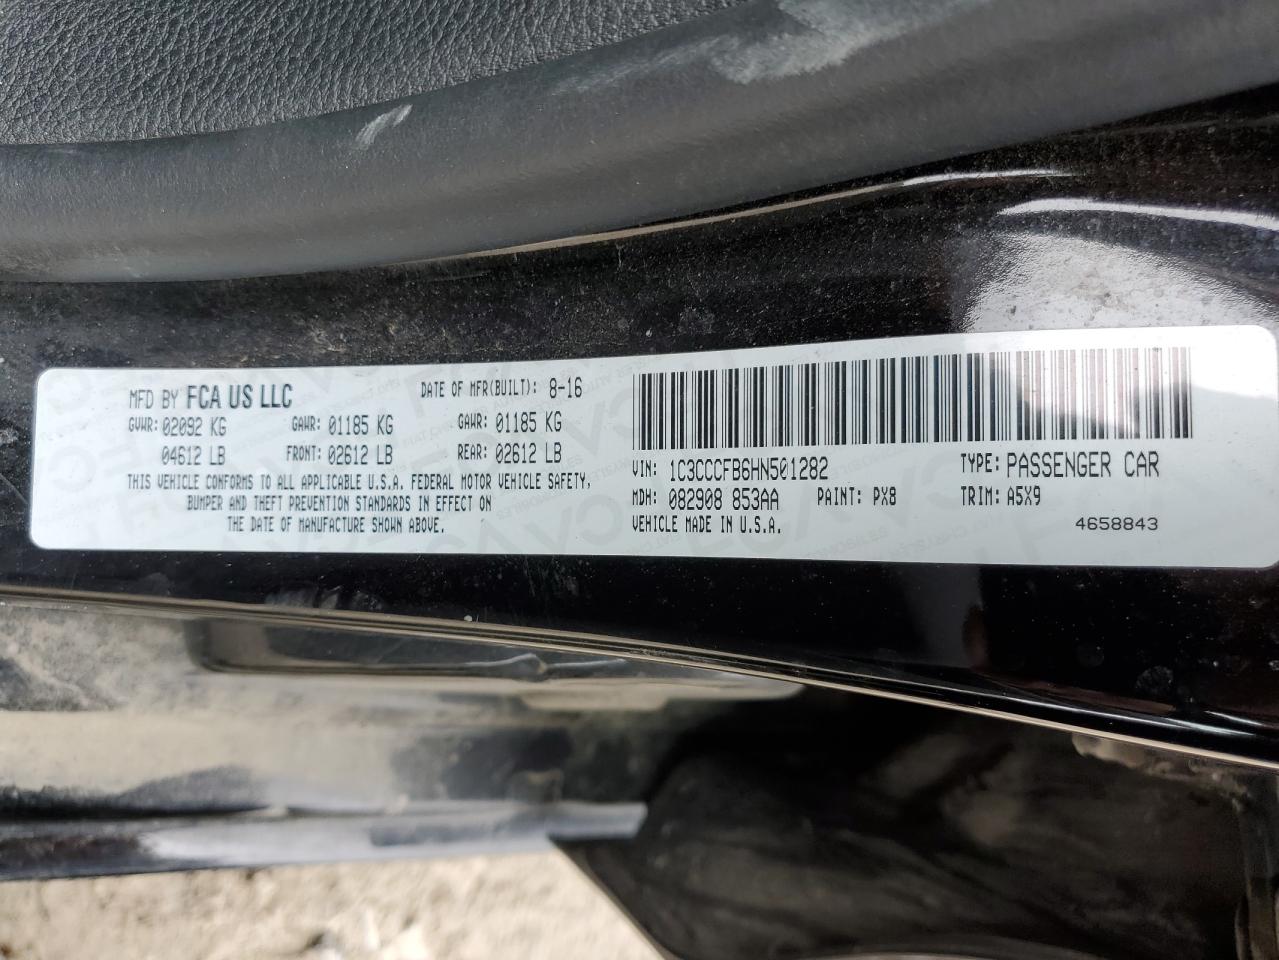 MFD BY FCA US LLC DATE OF MFR(BUILT): 8-16
GVWR: 02092 KG GAWR: 01185 KG GAWR: 01185 KG
04612 LB FRONT: 02612 LB REAR: 02612 LB
THIS VEHICLE CONFORMS TO ALL APPLICABLE U.S.A. FEDERAL MOTOR VEHICLE SAFETY,
BUMPER AND THEFT PREVENTION STANDARDS IN EFFECT ON
THE DATE OF MANUFACTURE SHOWN ABOVE.
VIN: 1C3CCCFB6HN501282 TYPE: PASSENGER CAR
MDH: 082908 853AA PAINT: PX8 TRIM: A5X9
VEHICLE MADE IN U.S.A. 4658843